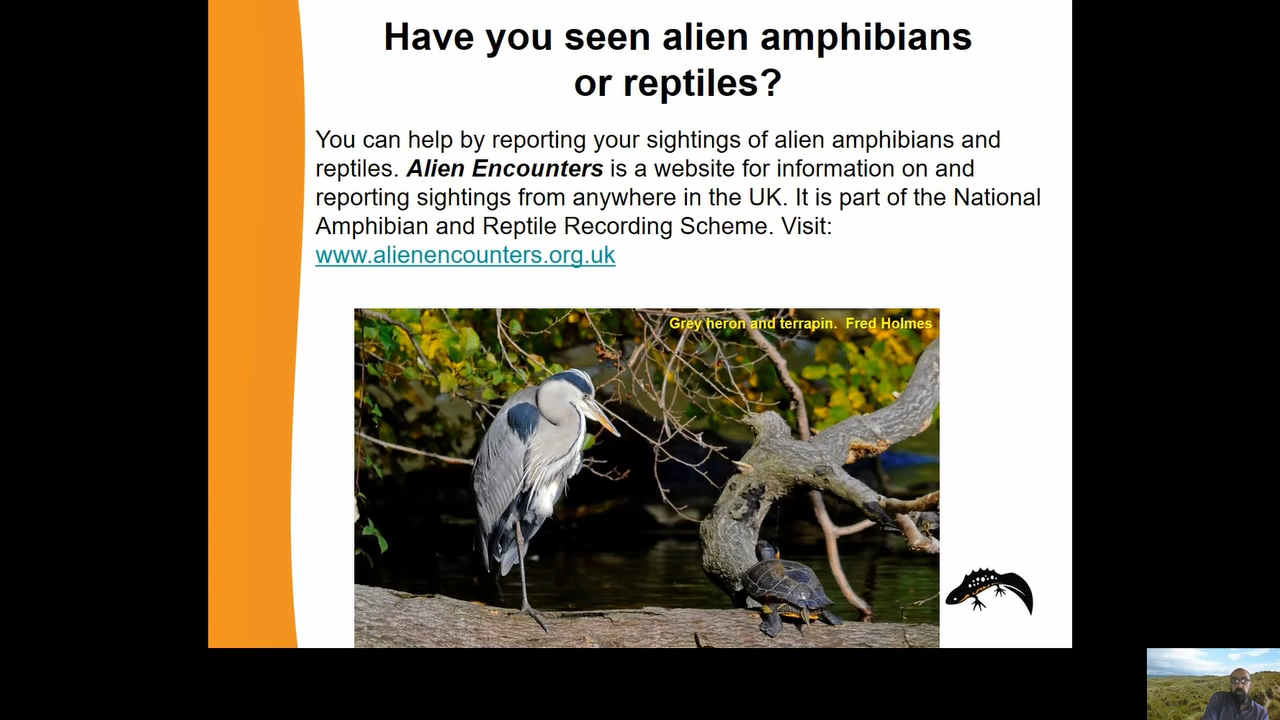 Have you seen alien amphibians
or reptiles?
You can help by reporting your sightings of alien amphibians and
reptiles. Alien Encounters is a website for information on and
reporting sightings from anywhere in the UK. It is part of the National
Amphibian and Reptile Recording Scheme. Visit:
www.alienencounters.org.uk
Grey heron and terrapin.  Fred Holmes